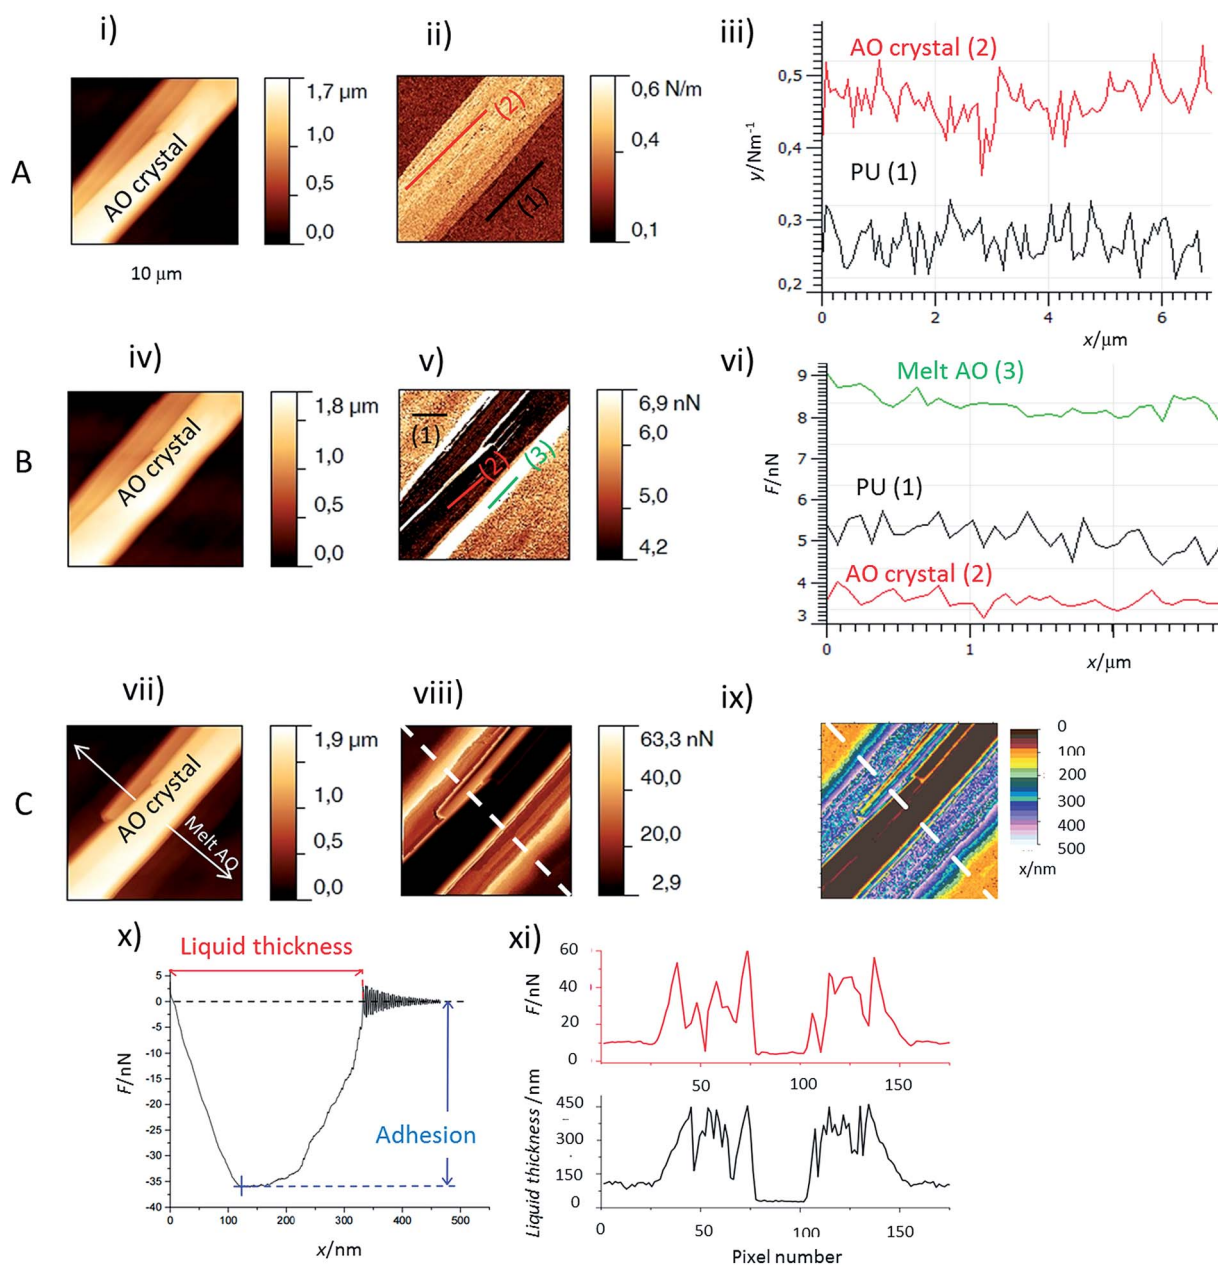 i)
ii)
iii)
A
AO crystal
10 μm
1,7 μm
1,0
0,5
0,0
(2)
(1)
0,6 N/m
0,4
0,1
AO crystal (2)
PU (1)
y/Nm⁻¹
0,5
0,4
0,3
0,2
0 2 4 6
x/μm
iv)
v)
vi)
B
AO crystal
1,8 μm
1,0
0,5
0,0
(1)
(2)
(3)
6,9 nN
6,0
5,0
4,2
Melt AO (3)
PU (1)
AO crystal (2)
F/nN
9
8
7
6
5
4
3
0 1
x/μm
vii)
viii)
ix)
C
AO crystal
Melt AO
1,9 μm
1,0
0,5
0,0
63,3 nN
40,0
20,0
2,9
0
100
200
300
400
500
x/nm
x)
Liquid thickness
Adhesion
F/nN
5
0
-5
-10
-15
-20
-25
-30
-35
-40
0 100 200 300 400 500
x/nm
xi)
F/nN
60
40
20
0
50 100 150
Liquid thickness /nm
450
300
150
0
0 50 100 150
Pixel number